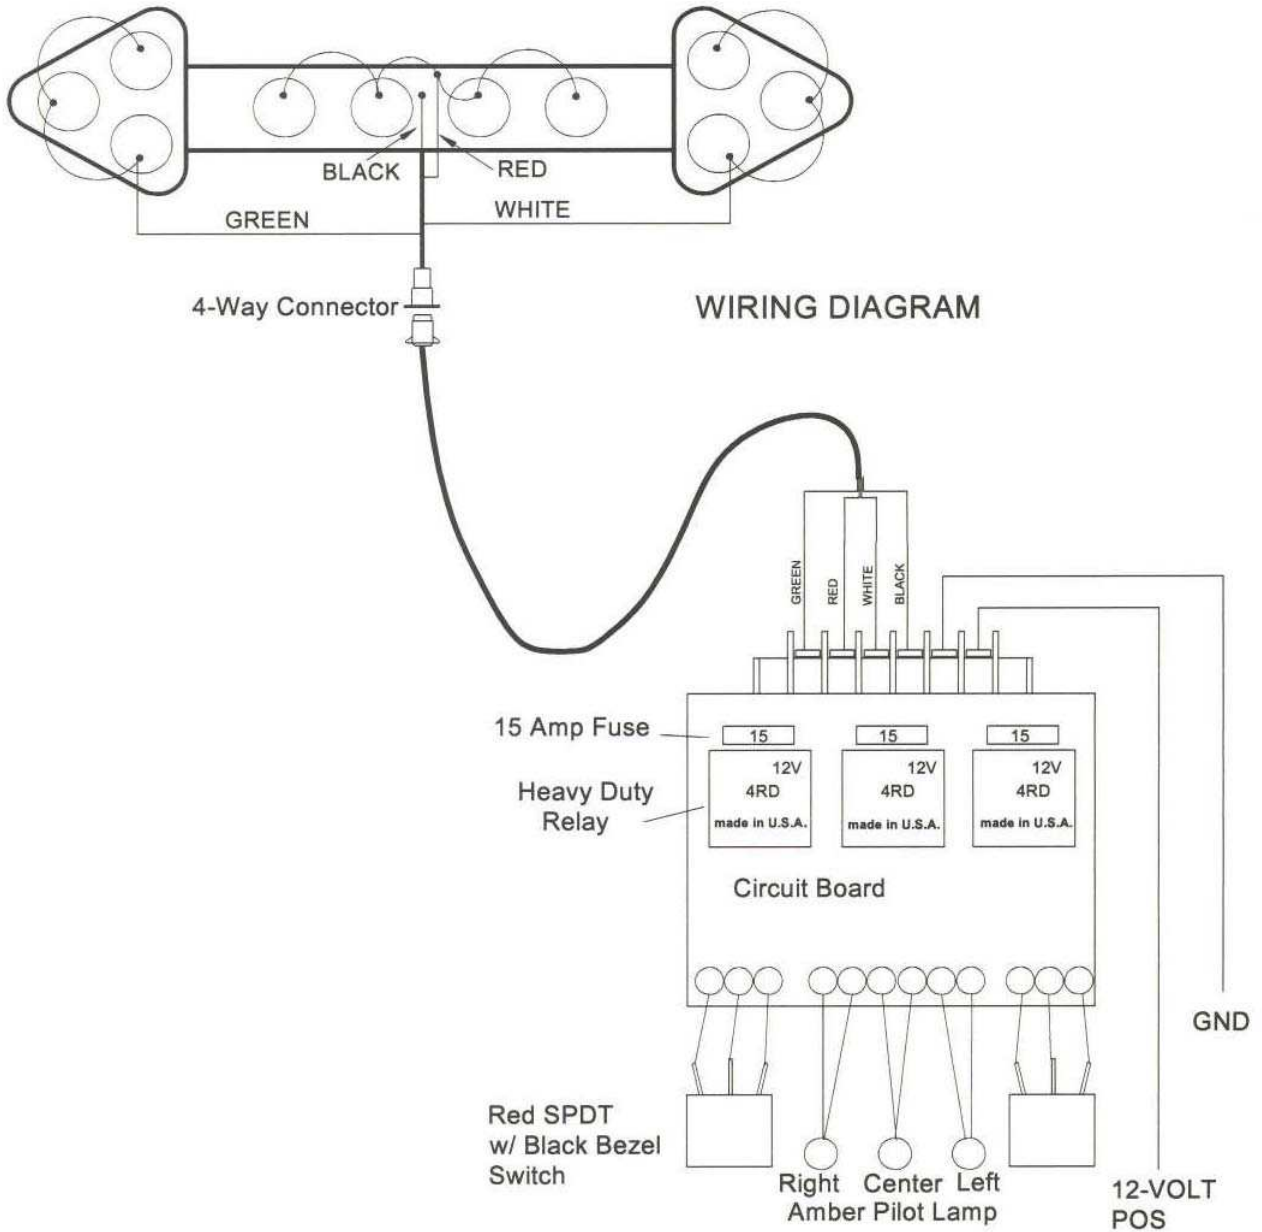 BLACK
RED
GREEN
WHITE
4-Way Connector
WIRING DIAGRAM
GREEN
RED
WHITE
BLACK
15 Amp Fuse
15
15
15
Heavy Duty
Relay
12V
4RD
made in U.S.A.
12V
4RD
made in U.S.A.
12V
4RD
made in U.S.A.
Circuit Board
GND
Red SPDT
w/ Black Bezel
Switch
Right
Center
Left
Amber Pilot Lamp
12-VOLT
POS